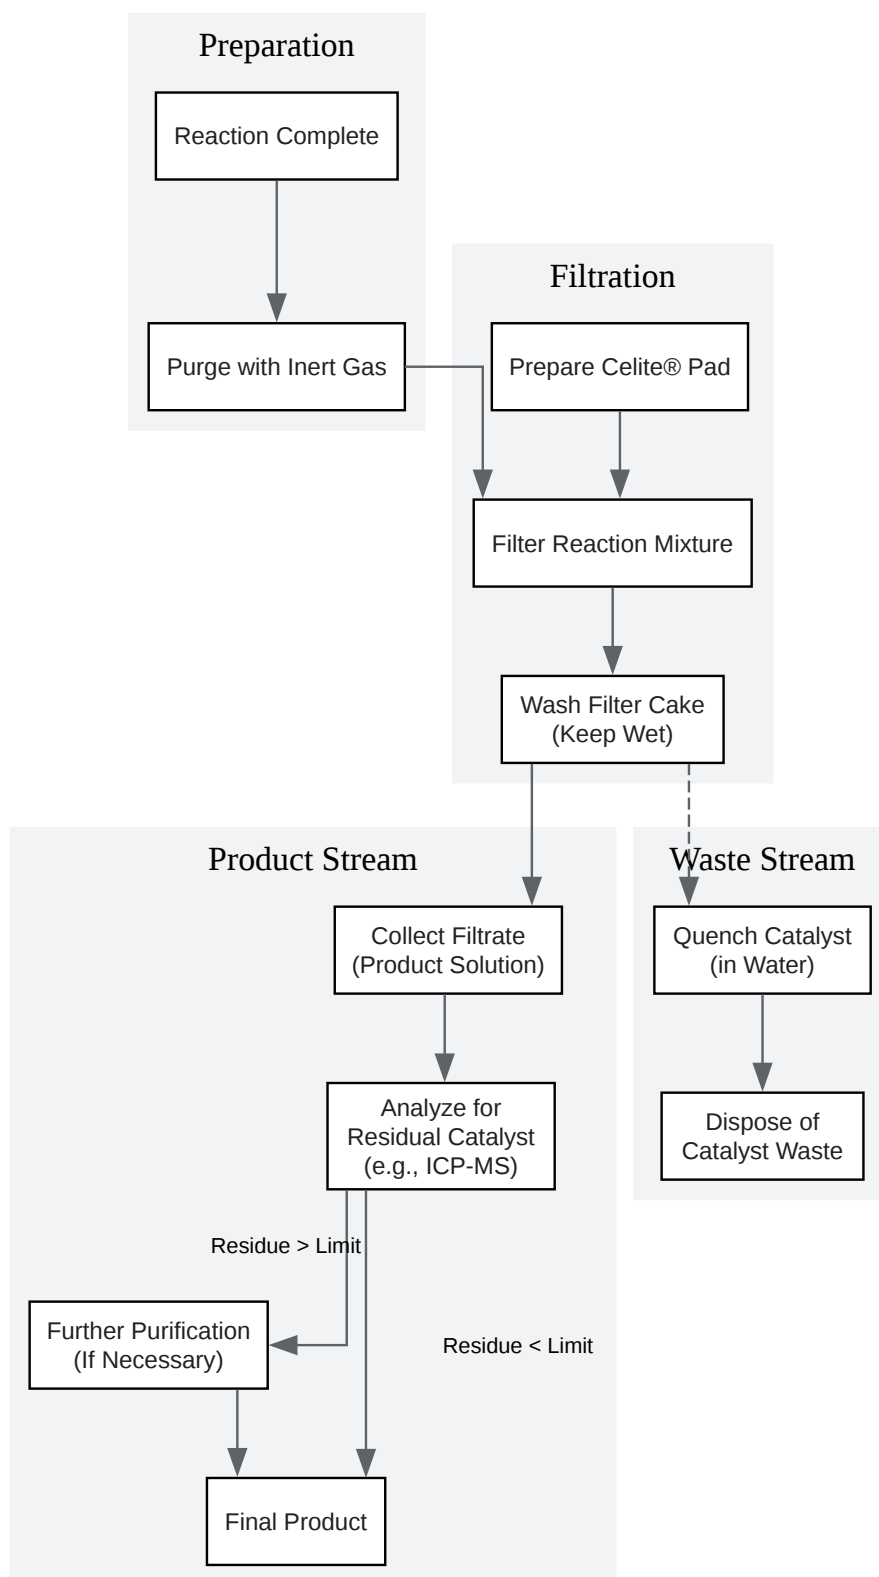 Preparation
Reaction Complete
Purge with Inert Gas
Filtration
Prepare Celite® Pad
Filter Reaction Mixture
Wash Filter Cake
(Keep Wet)
Product Stream
Collect Filtrate
(Product Solution)
Analyze for
Residual Catalyst
(e.g., ICP-MS)
Residue > Limit
Further Purification
(If Necessary)
Residue < Limit
Final Product
Waste Stream
Quench Catalyst
(in Water)
Dispose of
Catalyst Waste